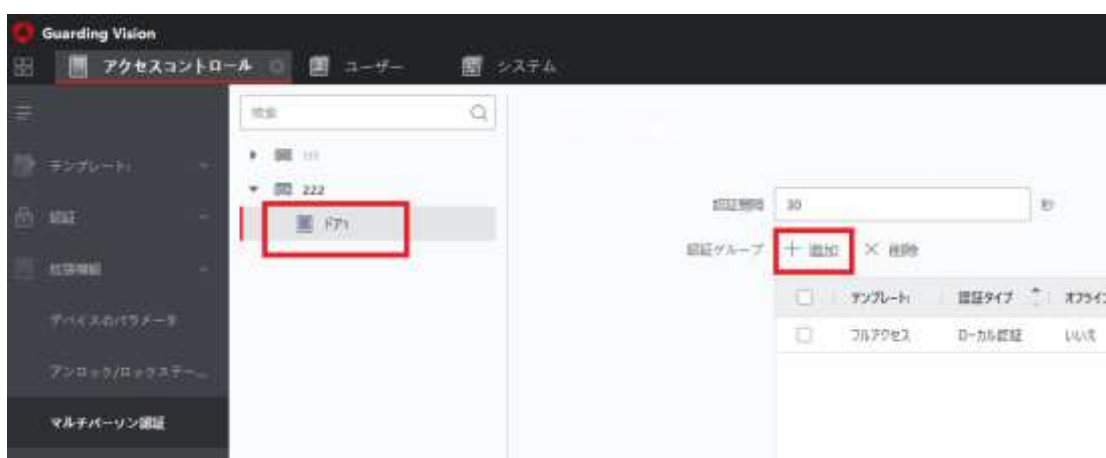 Guarding Vision
アクセスコントロール
ユーザー
システム
検索
テンプレート
222
認証
ドア1
認証期間 30 秒
拡張機能
認証グループ + 追加 × 削除
デバイスのパラメータ
テンプレート 認証タイプ オフライン
フルアクセス ローカル認証 いいえ
アンロック/ロックステー...
マルチパーソン認証